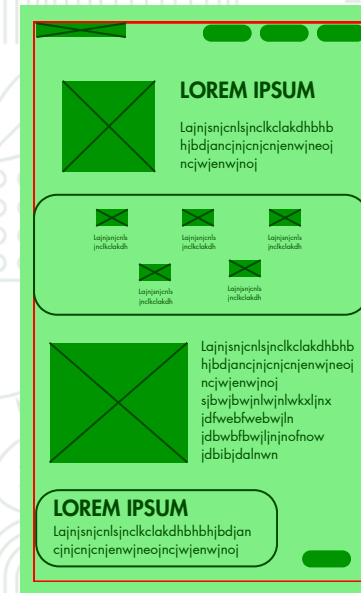 LOREM IPSUM
Lajnjsnjcnlsjnclkclakdhbhb
hjbdjancjnjcnjcnjenwjneoj
ncjwjenwjnoj
Lajnjsnjcnls
jnclkclakdh
Lajnjsnjcnls
jnclkclakdh
Lajnjsnjcnls
jnclkclakdh
Lajnjsnjcnls
jnclkclakdh
Lajnjsnjcnls
jnclkclakdh
Lajnjsnjcnlsjnclkclakdhbhb
hjbdjancjnjcnjcnjenwjneoj
ncjwjenwjnoj
sjbwjbwjnlwjnlwkxljnx
jdfwebfwebwjln
jdbwbfbwjljnjnofnow
jdbibjdalnwn
LOREM IPSUM
Lajnjsnjcnlsjnclkclakdhbhbhjbdjan
cjnjcnjcnjenwjneojncjwjenwjnoj